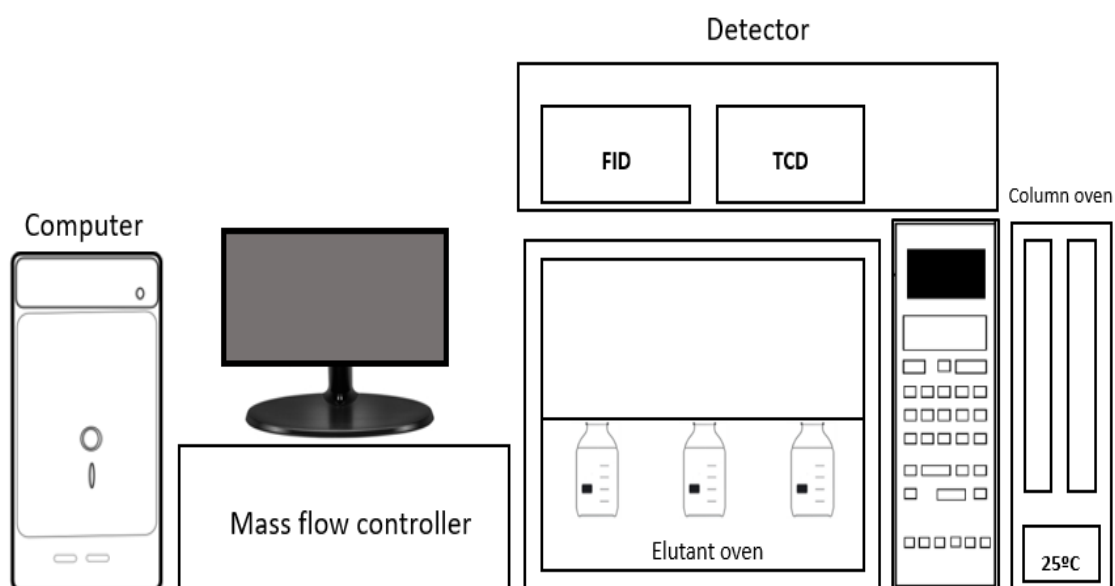 Detector
FID
TCD
Column oven
Computer
Mass flow controller
Elutant oven
25ºC